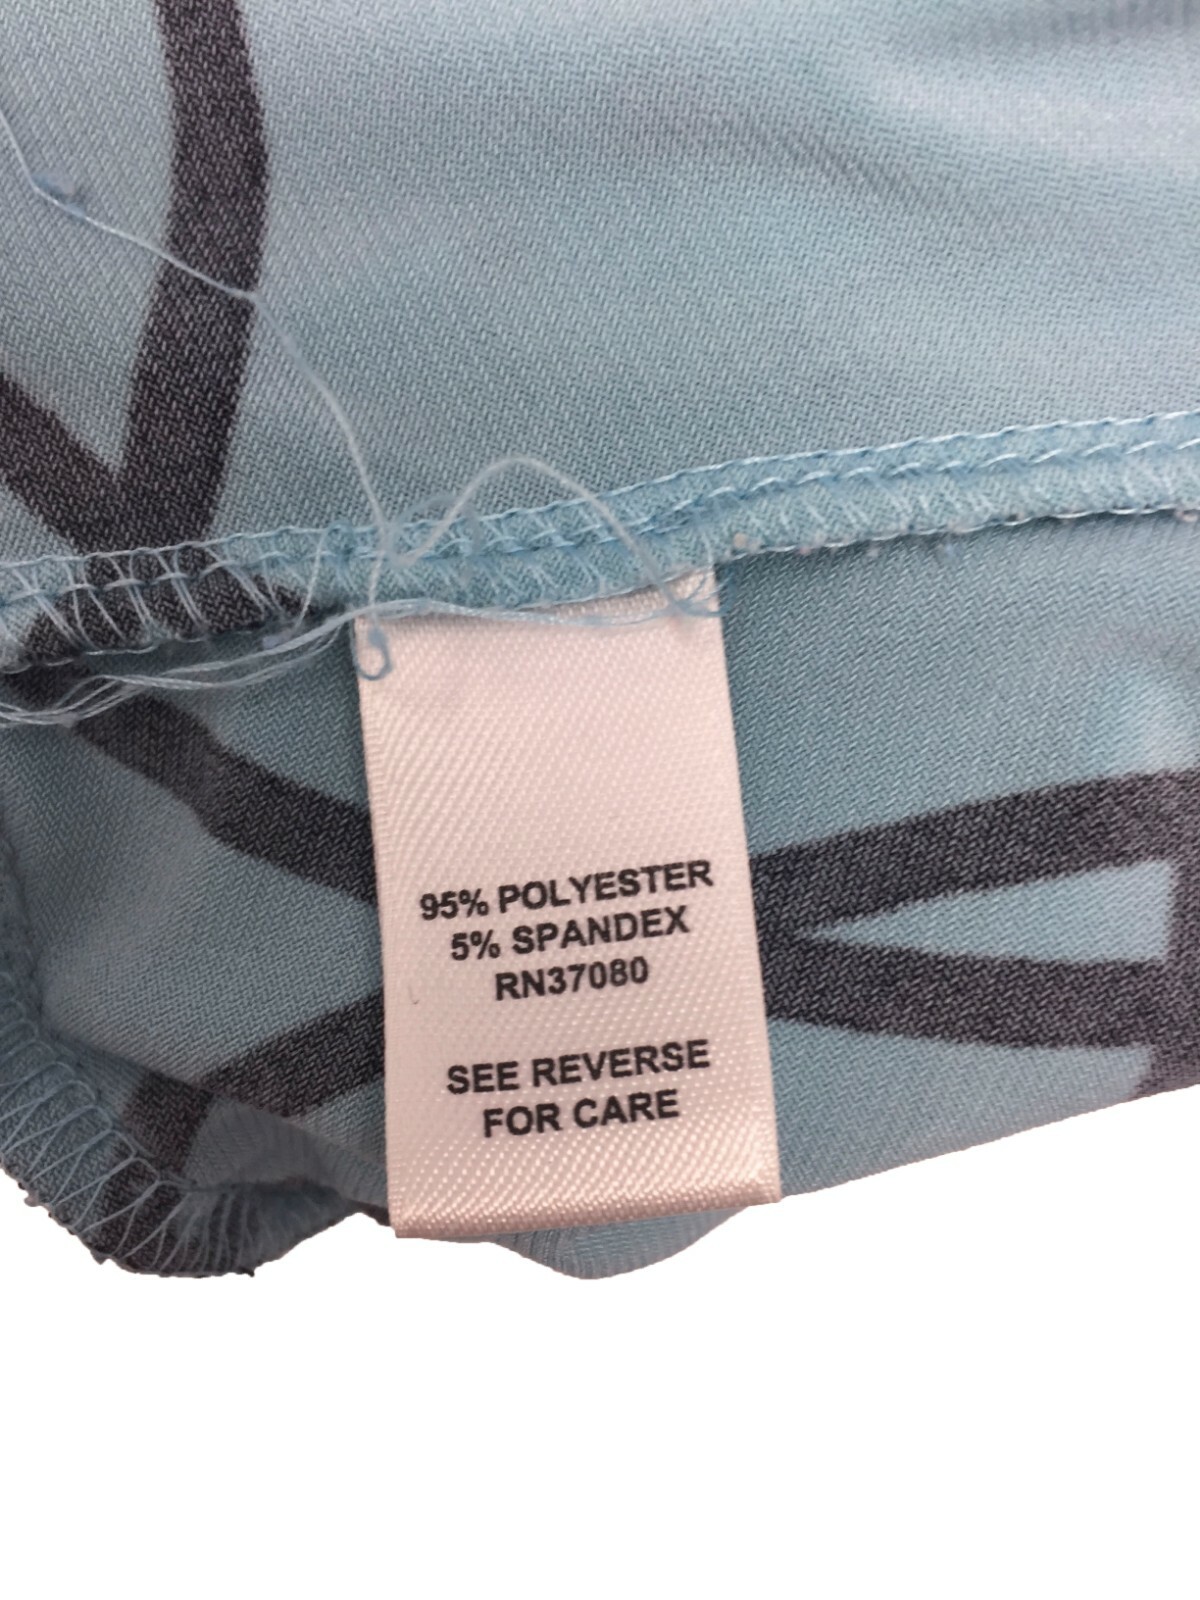 95% POLYESTER
5% SPANDEX
RN37080
SEE REVERSE
FOR CARE